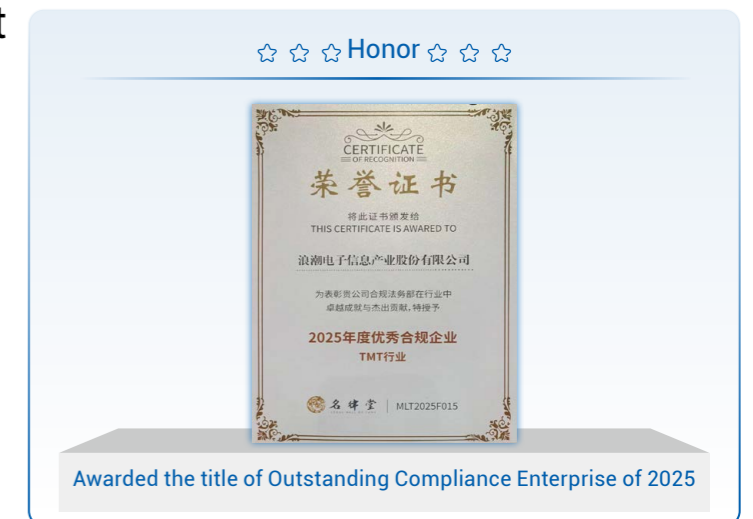 t
Honor
CERTIFICATE
OF RECOGNITION
荣誉证书
将此证书颁发给
THIS CERTIFICATE IS AWARED TO
浪潮电子信息产业股份有限公司
为表彰贵公司合规法务部在行业中
卓越成就与杰出贡献,特授予
2025年度优秀合规企业
TMT行业
名律堂 | MLT2025F015
Awarded the title of Outstanding Compliance Enterprise of 2025